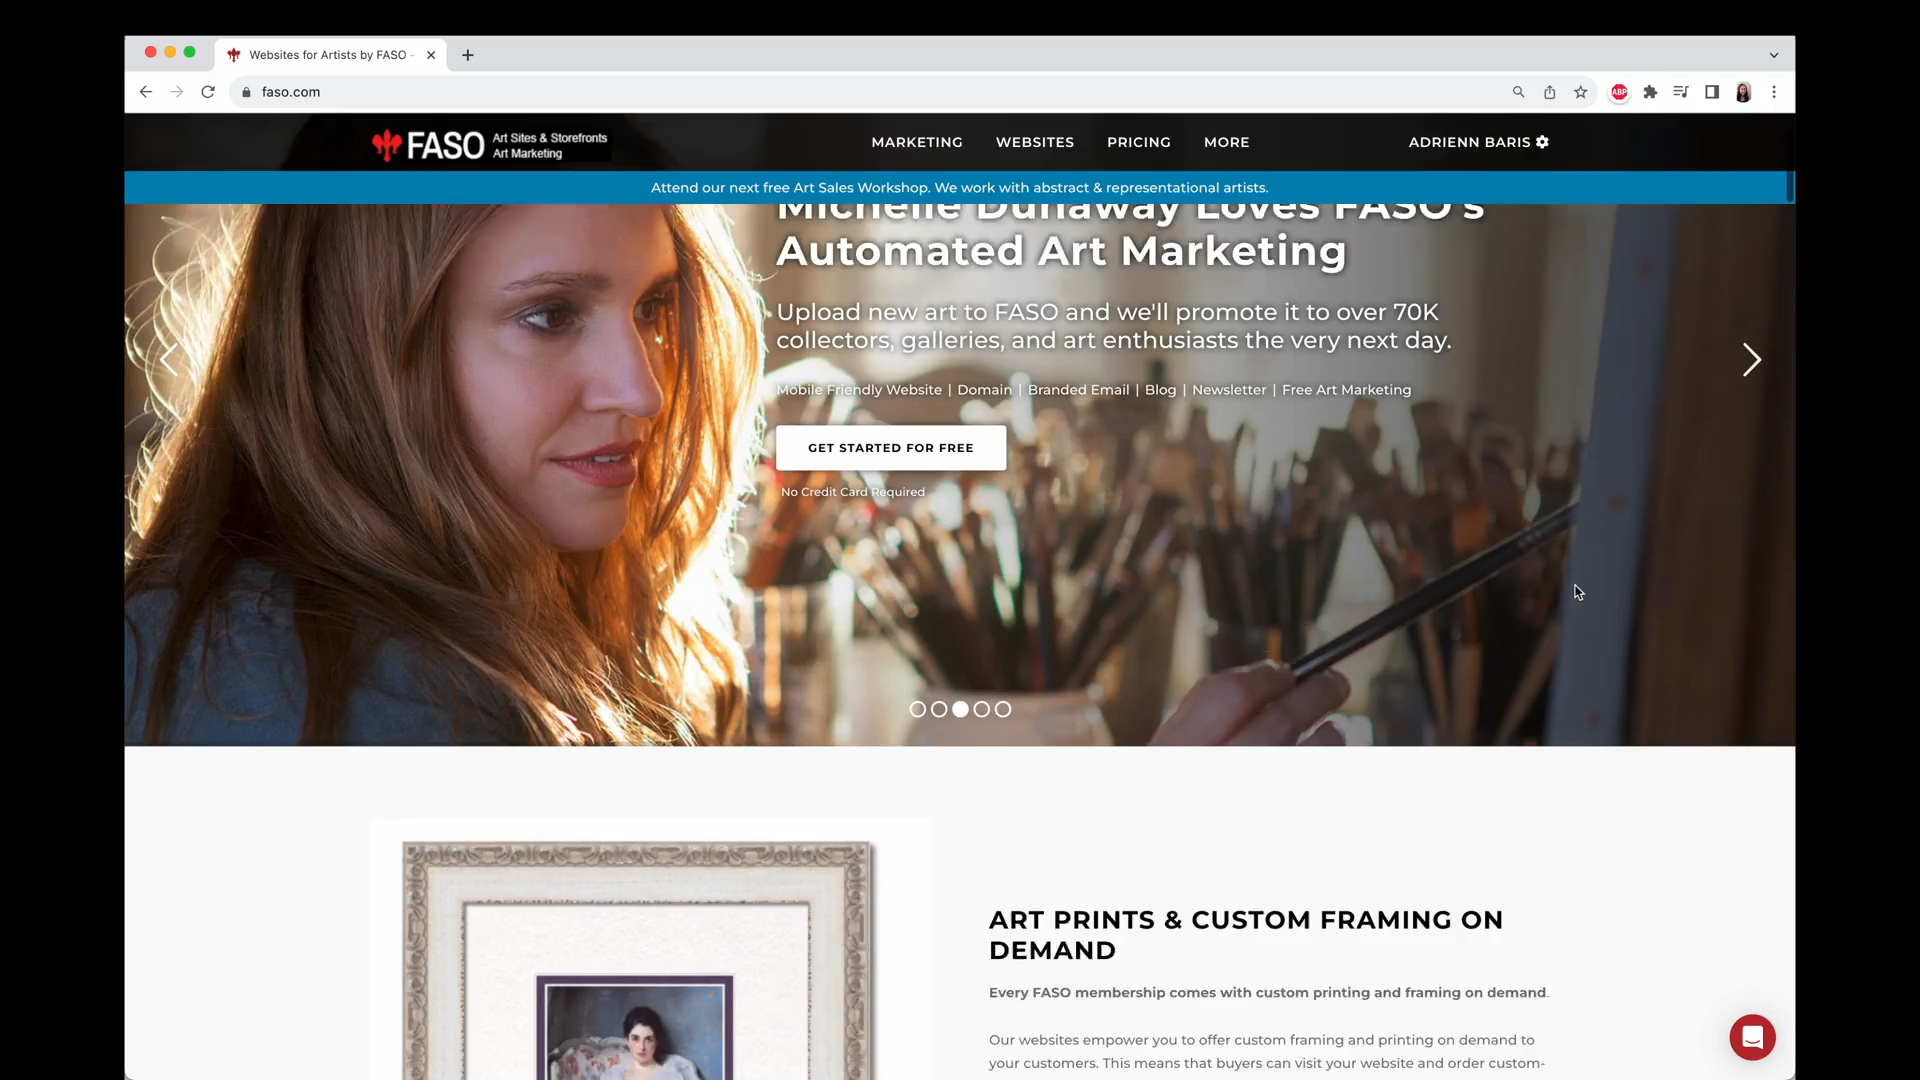 Websites for Artists by FASO -
faso.com
ABP
FASO Art Sites & Storefronts
Art Marketing
MARKETING WEBSITES PRICING MORE ADRIENN BARIS
Attend our next free Art Sales Workshop. We work with abstract & representational artists.
Michelle Dunaway Loves FASO's
Automated Art Marketing
Upload new art to FASO and we'll promote it to over 70K
collectors, galleries, and art enthusiasts the very next day.
Mobile Friendly Website | Domain | Branded Email | Blog | Newsletter | Free Art Marketing
GET STARTED FOR FREE
No Credit Card Required
ART PRINTS & CUSTOM FRAMING ON
DEMAND
Every FASO membership comes with custom printing and framing on demand.
Our websites empower you to offer custom framing and printing on demand to
your customers. This means that buyers can visit your website and order custom-